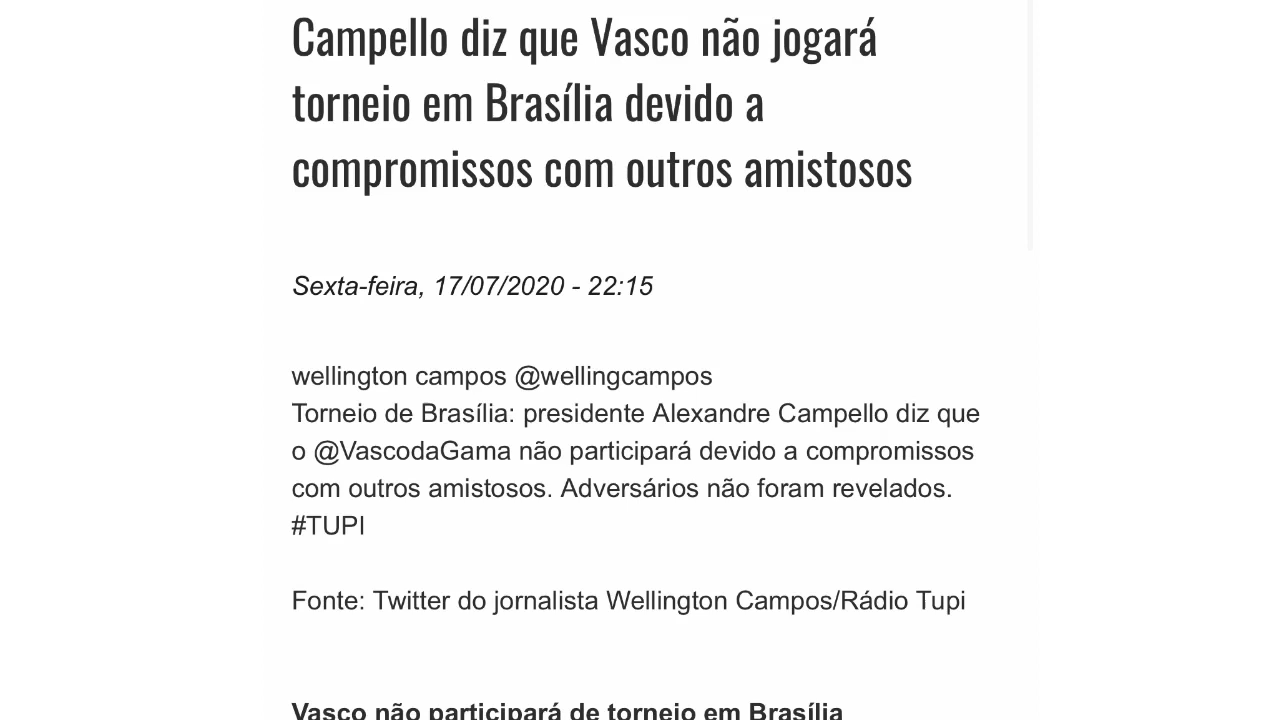 Campello diz que Vasco não jogará
torneio em Brasília devido a
compromissos com outros amistosos
Sexta-feira, 17/07/2020 - 22:15
wellington campos @wellingcampos
Torneio de Brasília: presidente Alexandre Campello diz que
o @VascodaGama não participará devido a compromissos
com outros amistosos. Adversários não foram revelados.
#TUPI
Fonte: Twitter do jornalista Wellington Campos/Rádio Tupi
Vasco não participará de torneio em Brasília